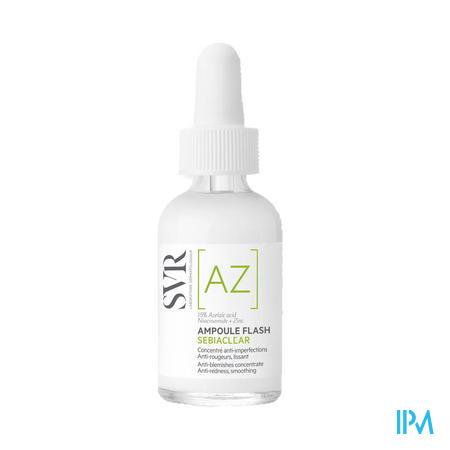 SVR
LABORATOIRE DERMATOLOGIQUE
[AZ]
15% Azelaic acid
Niacinamide + Zinc
AMPOULE FLASH
SEBIACLEAR
Concentré anti-imperfections
Anti-rougeurs, lissant
Anti-blemishes concentrate
Anti-redness, smoothing
IPM